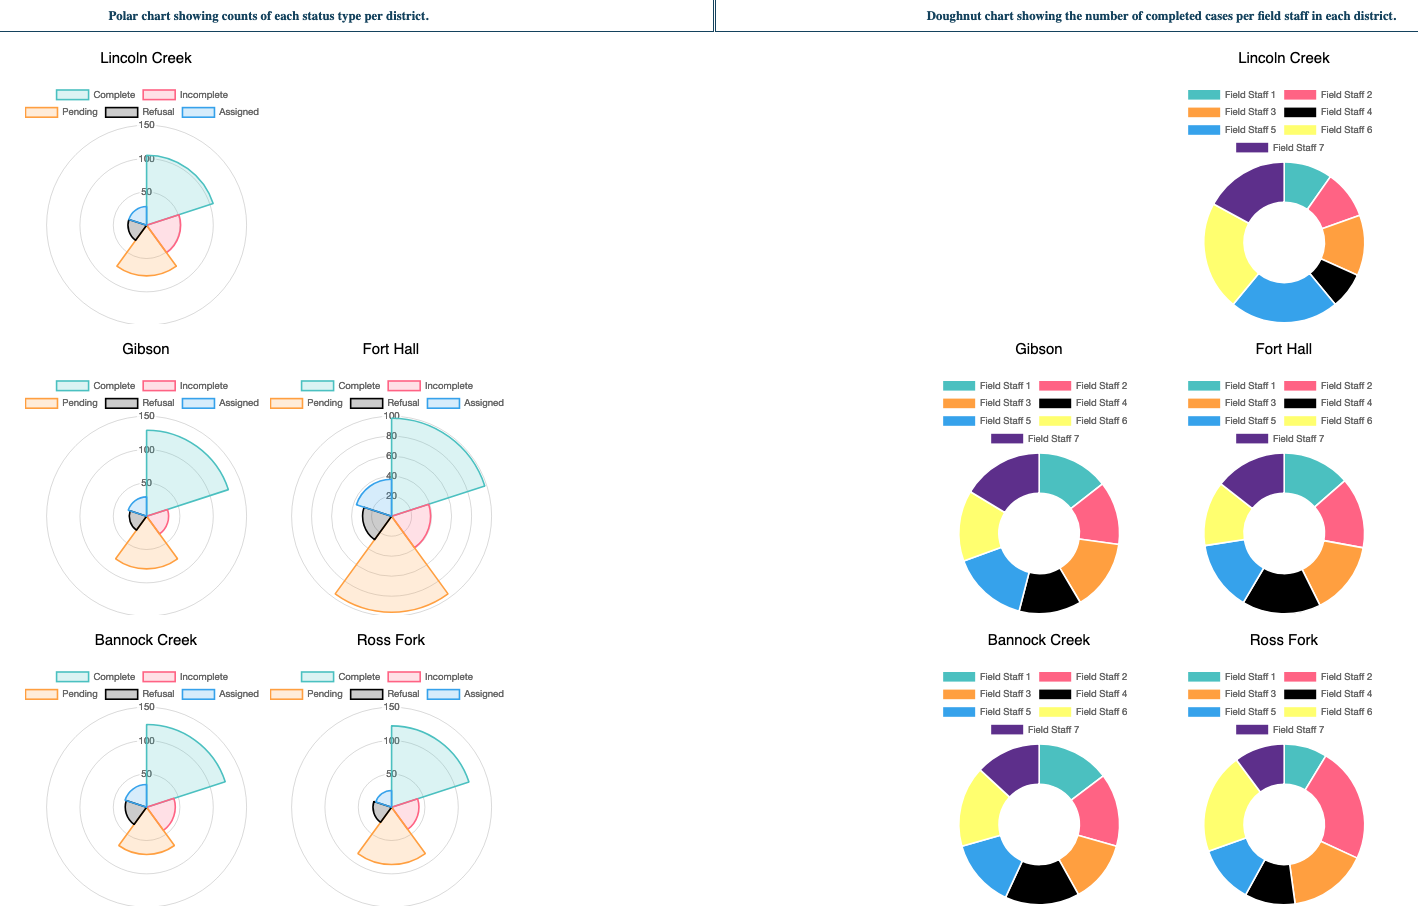 Polar chart showing counts of each status type per district.
Doughnut chart showing the number of completed cases per field staff in each district.
Lincoln Creek
Complete Incomplete
Pending Refusal Assigned
150
100
50
Lincoln Creek
Field Staff 1 Field Staff 2
Field Staff 3 Field Staff 4
Field Staff 5 Field Staff 6
Field Staff 7
Gibson
Complete Incomplete
Pending Refusal Assigned
150
100
50
Fort Hall
Complete Incomplete
Pending Refusal Assigned
100
80
60
40
20
Gibson
Field Staff 1 Field Staff 2
Field Staff 3 Field Staff 4
Field Staff 5 Field Staff 6
Field Staff 7
Fort Hall
Field Staff 1 Field Staff 2
Field Staff 3 Field Staff 4
Field Staff 5 Field Staff 6
Field Staff 7
Bannock Creek
Complete Incomplete
Pending Refusal Assigned
150
100
50
Ross Fork
Complete Incomplete
Pending Refusal Assigned
150
100
50
Bannock Creek
Field Staff 1 Field Staff 2
Field Staff 3 Field Staff 4
Field Staff 5 Field Staff 6
Field Staff 7
Ross Fork
Field Staff 1 Field Staff 2
Field Staff 3 Field Staff 4
Field Staff 5 Field Staff 6
Field Staff 7